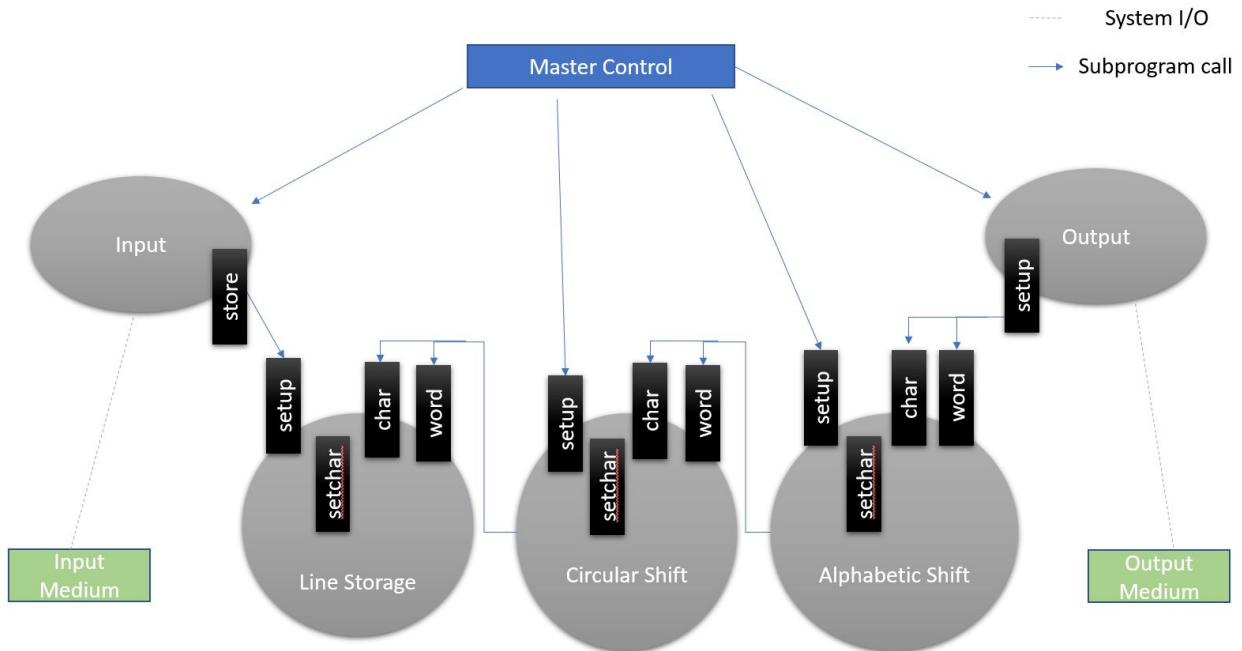 System I/O
Master Control
Subprogram call
Input
Output
store
setup
setup
char
word
setup
char
word
setup
char
word
setchar
setchar
setchar
Input
Medium
Line Storage
Circular Shift
Alphabetic Shift
Output
Medium